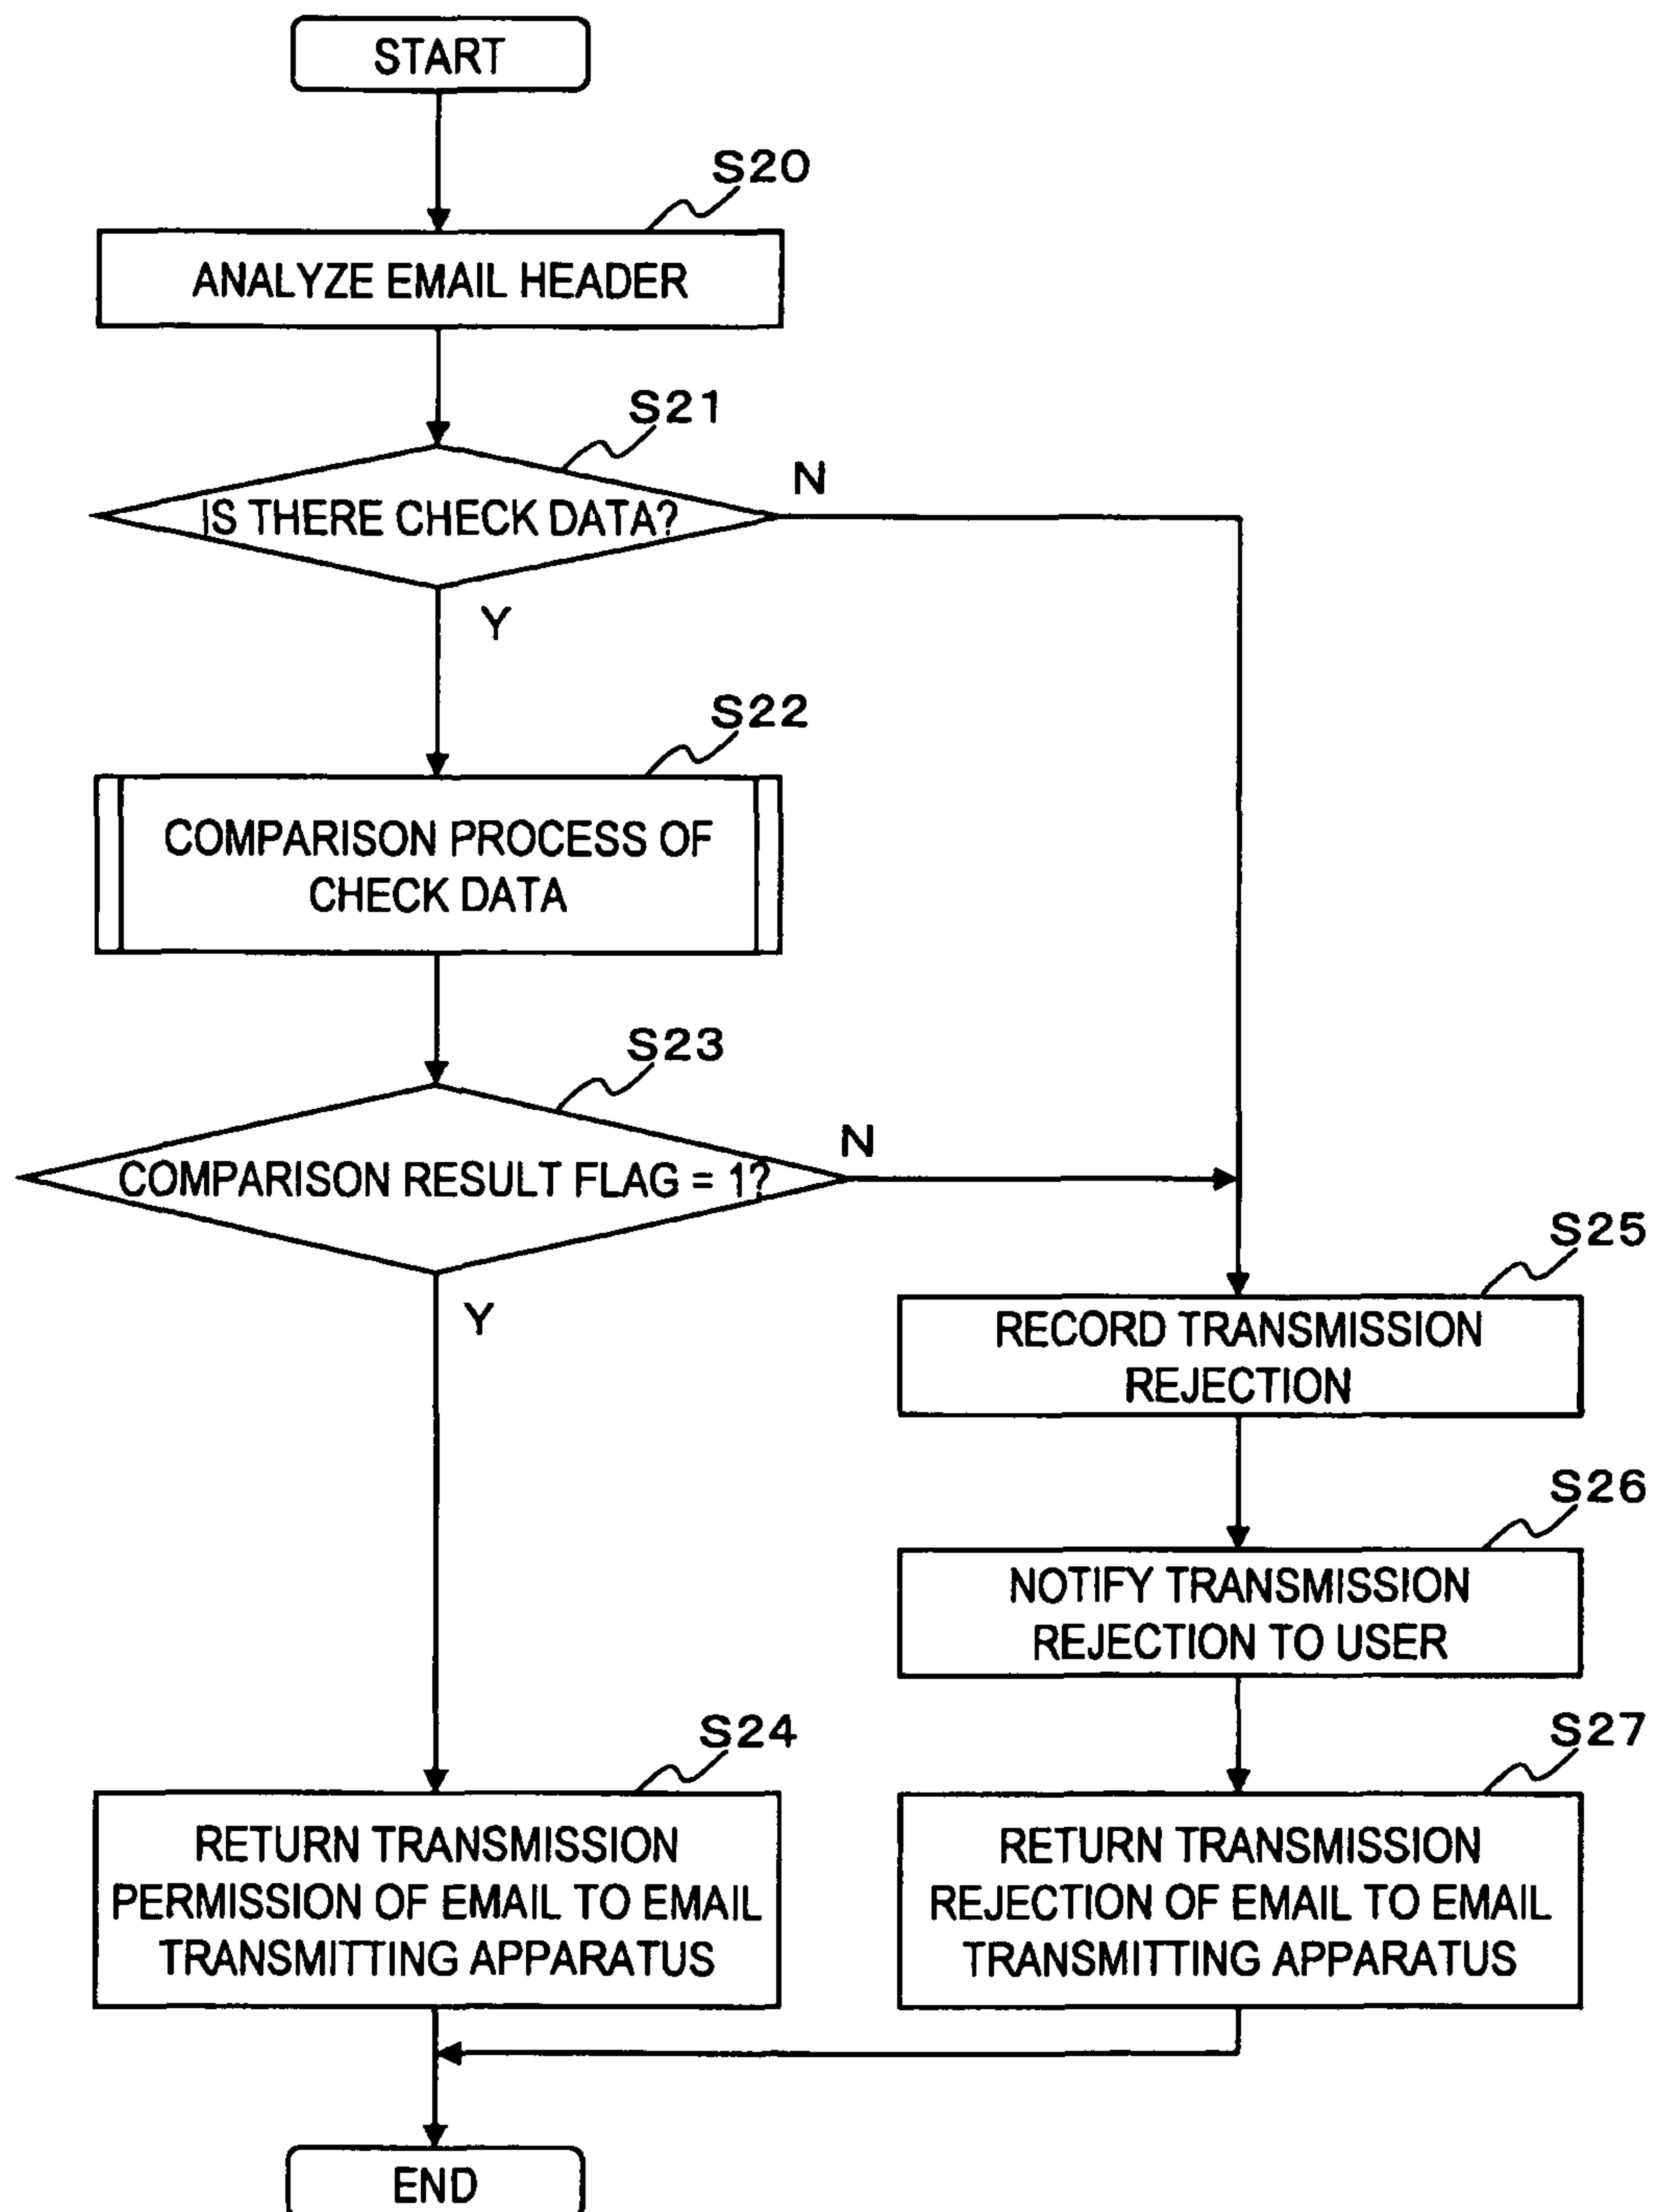 START
S20
ANALYZE EMAIL HEADER
S21
IS THERE CHECK DATA?
N
Y
S22
COMPARISON PROCESS OF
CHECK DATA
S23
COMPARISON RESULT FLAG = 1?
N
Y
S25
RECORD TRANSMISSION
REJECTION
S26
NOTIFY TRANSMISSION
REJECTION TO USER
S24
RETURN TRANSMISSION
PERMISSION OF EMAIL TO EMAIL
TRANSMITTING APPARATUS
S27
RETURN TRANSMISSION
REJECTION OF EMAIL TO EMAIL
TRANSMITTING APPARATUS
END